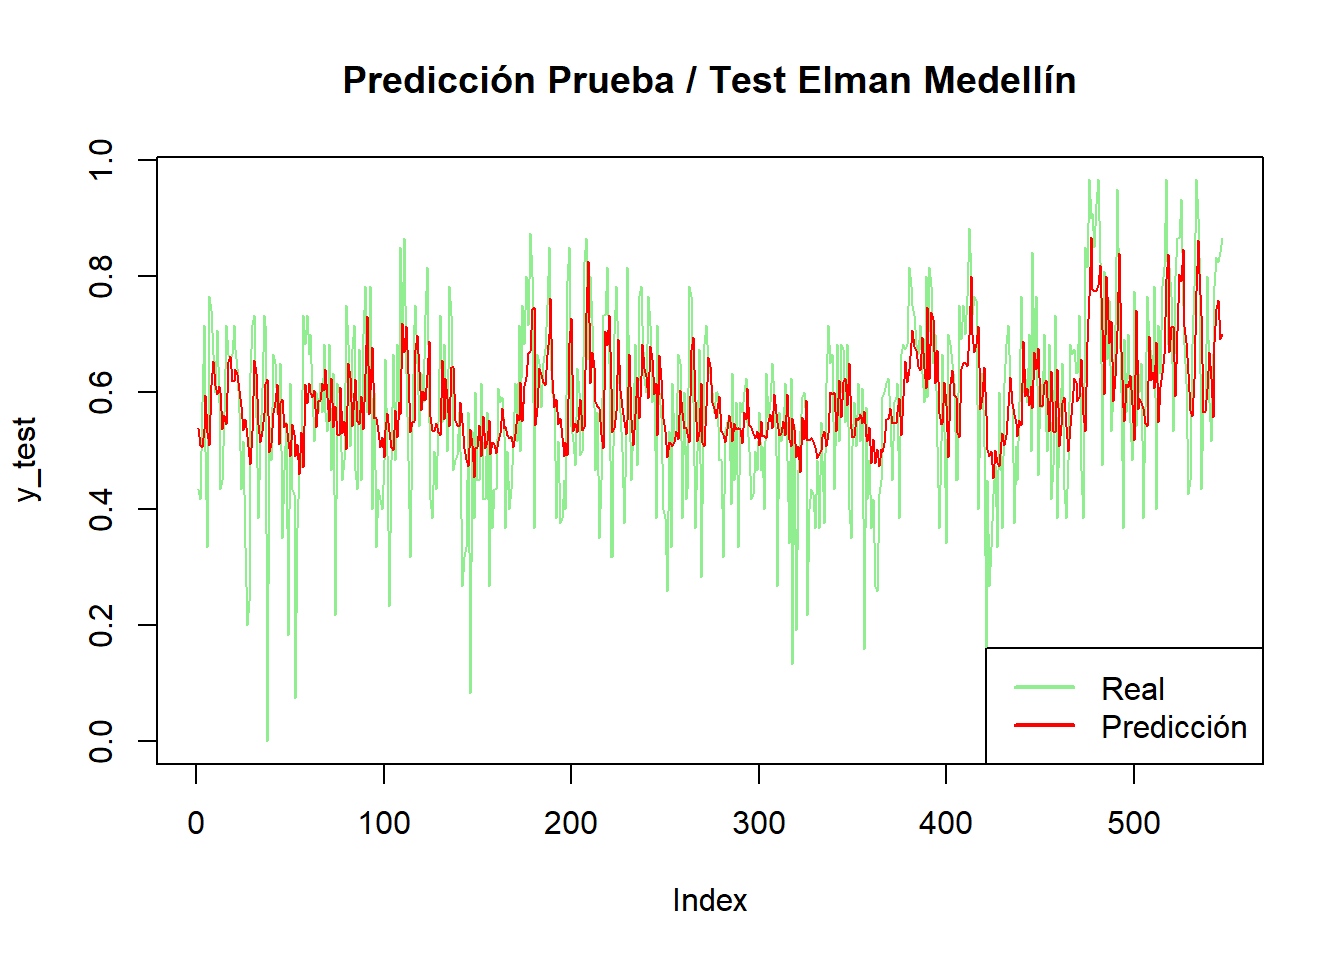 Predicción Prueba / Test Elman Medellín
y_test
1.0
0.8
0.6
0.4
0.2
0.0
0 100 200 300 400 500
Index
Real
Predicción